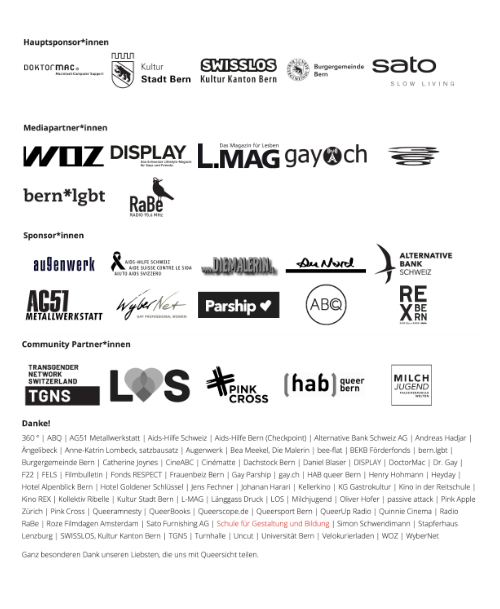 Hauptsponsor*innen
DOKTORMAC
Macintosh Computer Support
Kultur
Stadt Bern
SWISSLOS
Kultur Kanton Bern
Burgergemeinde
Bern
sato
SLOW LIVING
Mediapartner*innen
WOZ
DISPLAY
Das Magazin für Lesben
L.MAG
gay ch
bern*lgbt
RaBe
RADIO 95.6 MHz
Sponsor*innen
augenwerk
AIDS-HILFE SCHWEIZ
AIDE SUISSE CONTRE LE SIDA
AIUTO AIDS SVIZZERO
...DIEMALERIN.
Du Nord
ALTERNATIVE
BANK
SCHWEIZ
AG51
METALLWERKSTATT
WyberNet
GAY PROFESSIONAL WOMEN
Parship
ABQ
REX
BERN
Community Partner*innen
TRANSGENDER
NETWORK
SWITZERLAND
TGNS
LOS
PINK
CROSS
(hab) queer
bern
MILCH
JUGEND
Danke!
360 ° | ABQ | AG51 Metallwerkstatt | Aids-Hilfe Schweiz | Aids-Hilfe Bern (Checkpoint) | Alternative Bank Schweiz AG | Andreas Hadjar |
Ängelibeck | Anne-Katrin Lombeck, satzbausatz | Augenwerk | Bea Meekel, Die Malerin | bee-flat | BEKB Förderfonds | bern.lgbt |
Burgergemeinde Bern | Catherine Joynes | CineABC | Cinématte | Dachstock Bern | Daniel Blaser | DISPLAY | DoctorMac | Dr. Gay |
F22 | FELS | Filmbulletin | Fonds RESPECT | Frauenbeiz Bern | Gay Parship | gay.ch | HAB queer Bern | Henry Hohmann | Heyday |
Hotel Alpenblick Bern | Hotel Goldener Schlüssel | Jens Fechner | Johanan Harari | Kellerkino | KG Gastrokultur | Kino in der Reitschule |
Kino REX | Kollektiv Ribelle | Kultur Stadt Bern | L-MAG | Länggass Druck | LOS | Milchjugend | Oliver Hofer | passive attack | Pink Apple
Zürich | Pink Cross | Queeramnesty | QueerBooks | Queerscope.de | Queersport Bern | QueerUp Radio | Quinnie Cinema | Radio
RaBe | Roze Filmdagen Amsterdam | Sato Furnishing AG | Schule für Gestaltung und Bildung | Simon Schwendimann | Stapferhaus
Lenzburg | SWISSLOS, Kultur Kanton Bern | TGNS | Turnhalle | Uncut | Universität Bern | Velokurierladen | WOZ | WyberNet
Ganz besonderen Dank unseren Liebsten, die uns mit Queersicht teilen.